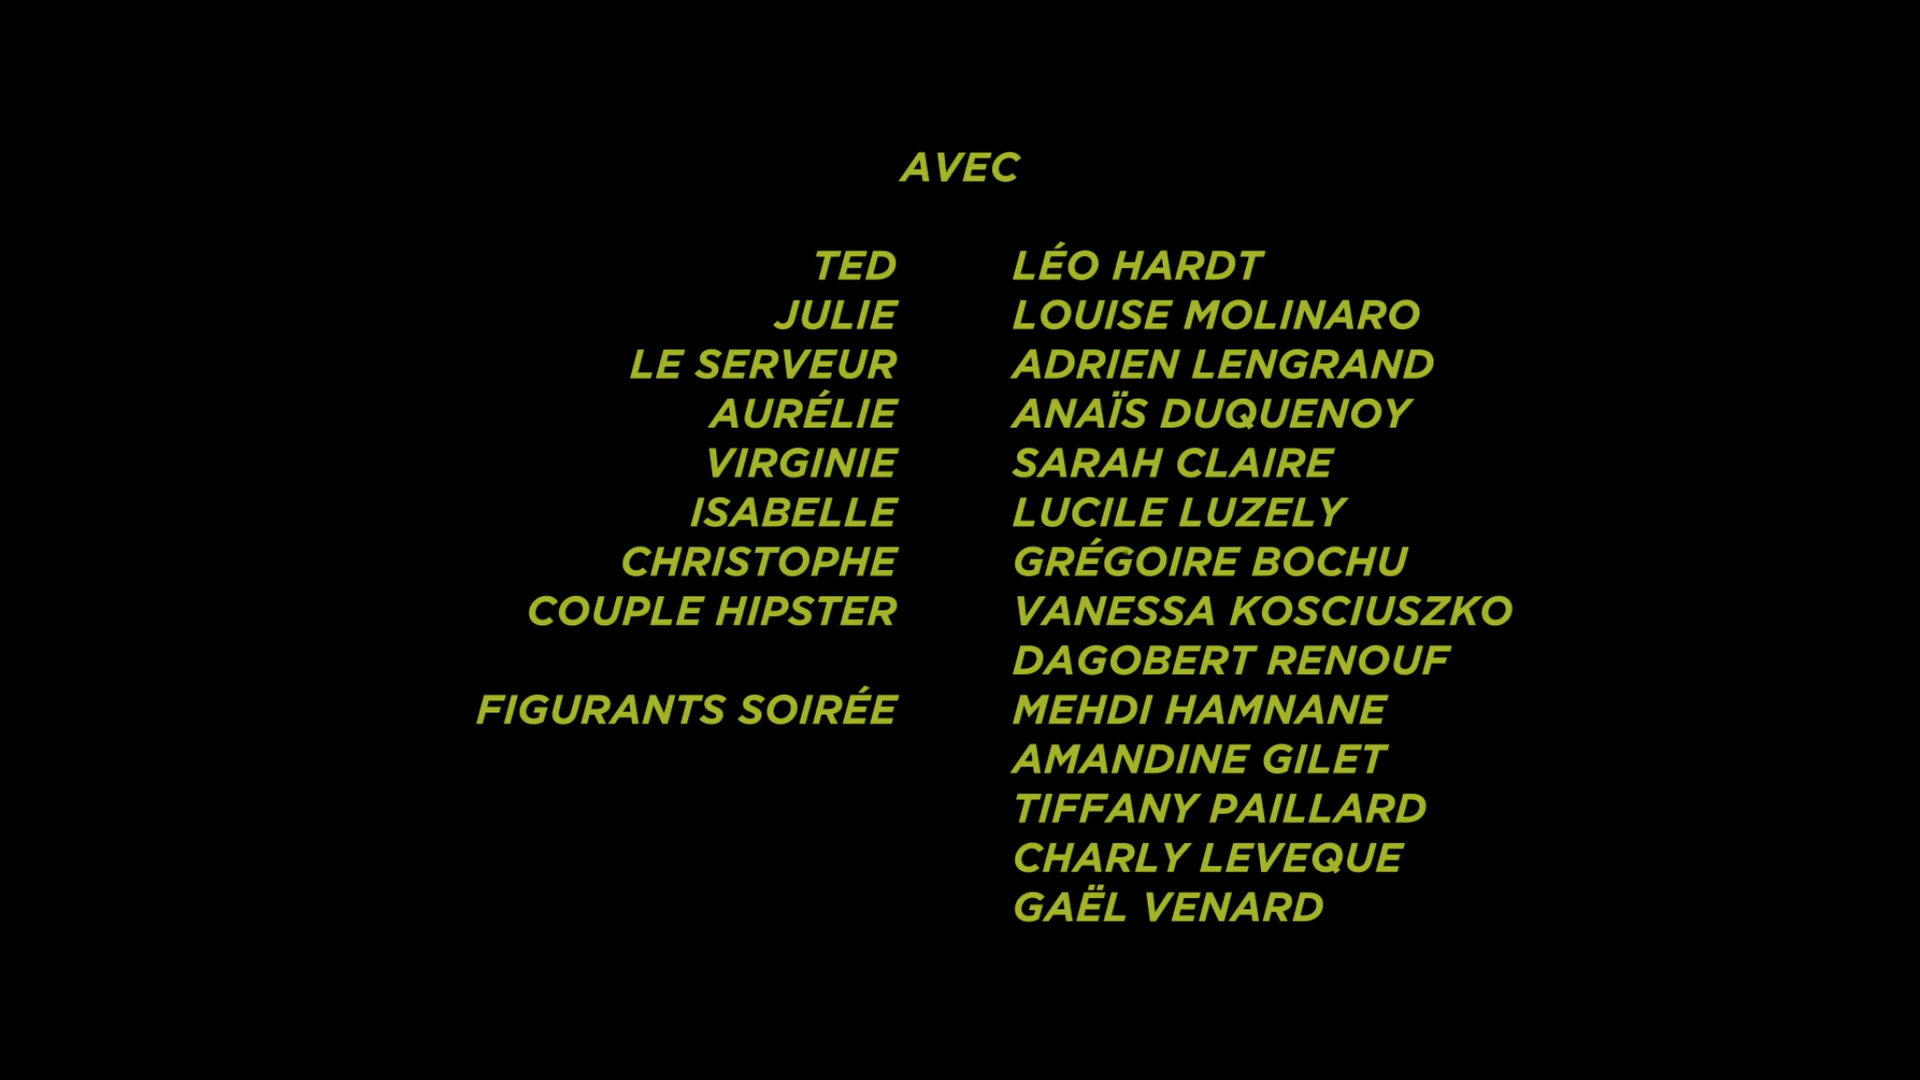 AVEC
TED LÉO HARDT
JULIE LOUISE MOLINARO
LE SERVEUR ADRIEN LENGRAND
AURÉLIE ANAÏS DUQUENOY
VIRGINIE SARAH CLAIRE
ISABELLE LUCILE LUZELY
CHRISTOPHE GRÉGOIRE BOCHU
COUPLE HIPSTER VANESSA KOSCIUSZKO
DAGOBERT RENOUF
FIGURANTS SOIRÉE MEHDI HAMNANE
AMANDINE GILET
TIFFANY PAILLARD
CHARLY LEVEQUE
GAËL VENARD